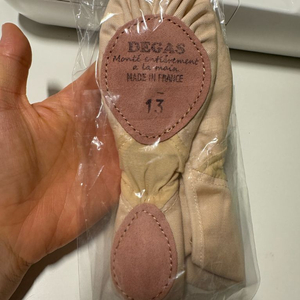 DEGAS
Monté entièrement
a la main
MADE IN FRANCE
13